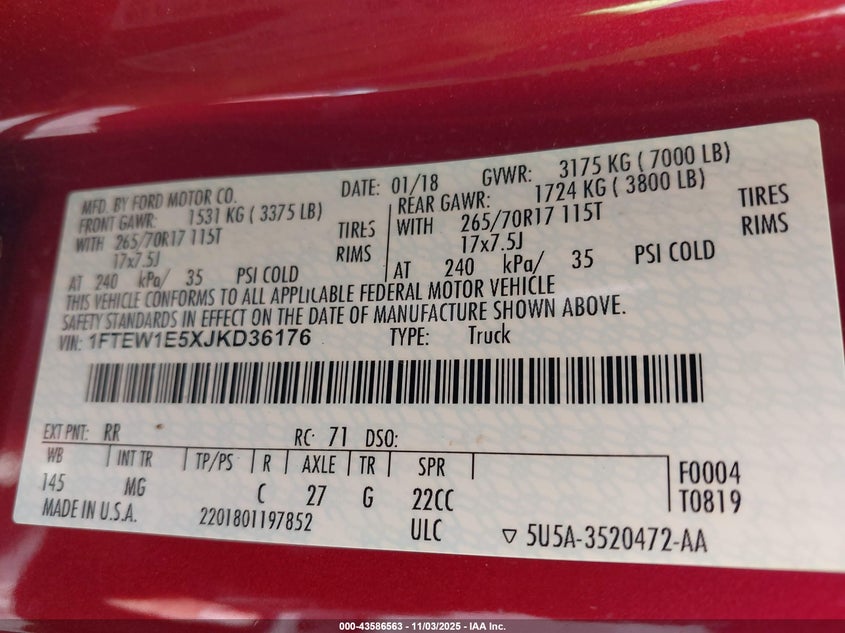 MFD. BY FORD MOTOR CO. DATE: 01/18 GVWR: 3175 KG ( 7000 LB)
FRONT GAWR: 1531 KG ( 3375 LB) REAR GAWR: 1724 KG ( 3800 LB)
WITH 265/70R17 115T TIRES WITH 265/70R17 115T TIRES
17x7.5J RIMS 17x7.5J RIMS
AT 240 kPa/ 35 PSI COLD AT 240 kPa/ 35 PSI COLD
THIS VEHICLE CONFORMS TO ALL APPLICABLE FEDERAL MOTOR VEHICLE
SAFETY STANDARDS IN EFFECT ON THE DATE OF MANUFACTURE SHOWN ABOVE.
VIN: 1FTEW1E5XJKD36176 TYPE: Truck
EXT PNT: RR RC: 71 DSO:
WB INT TR TP/PS R AXLE TR SPR F0004
145 MG C 27 G 22CC T0819
MADE IN U.S.A. 2201801197852 ULC ▽ 5U5A-3520472-AA
000-43586563 — 11/03/2025 — IAA Inc.